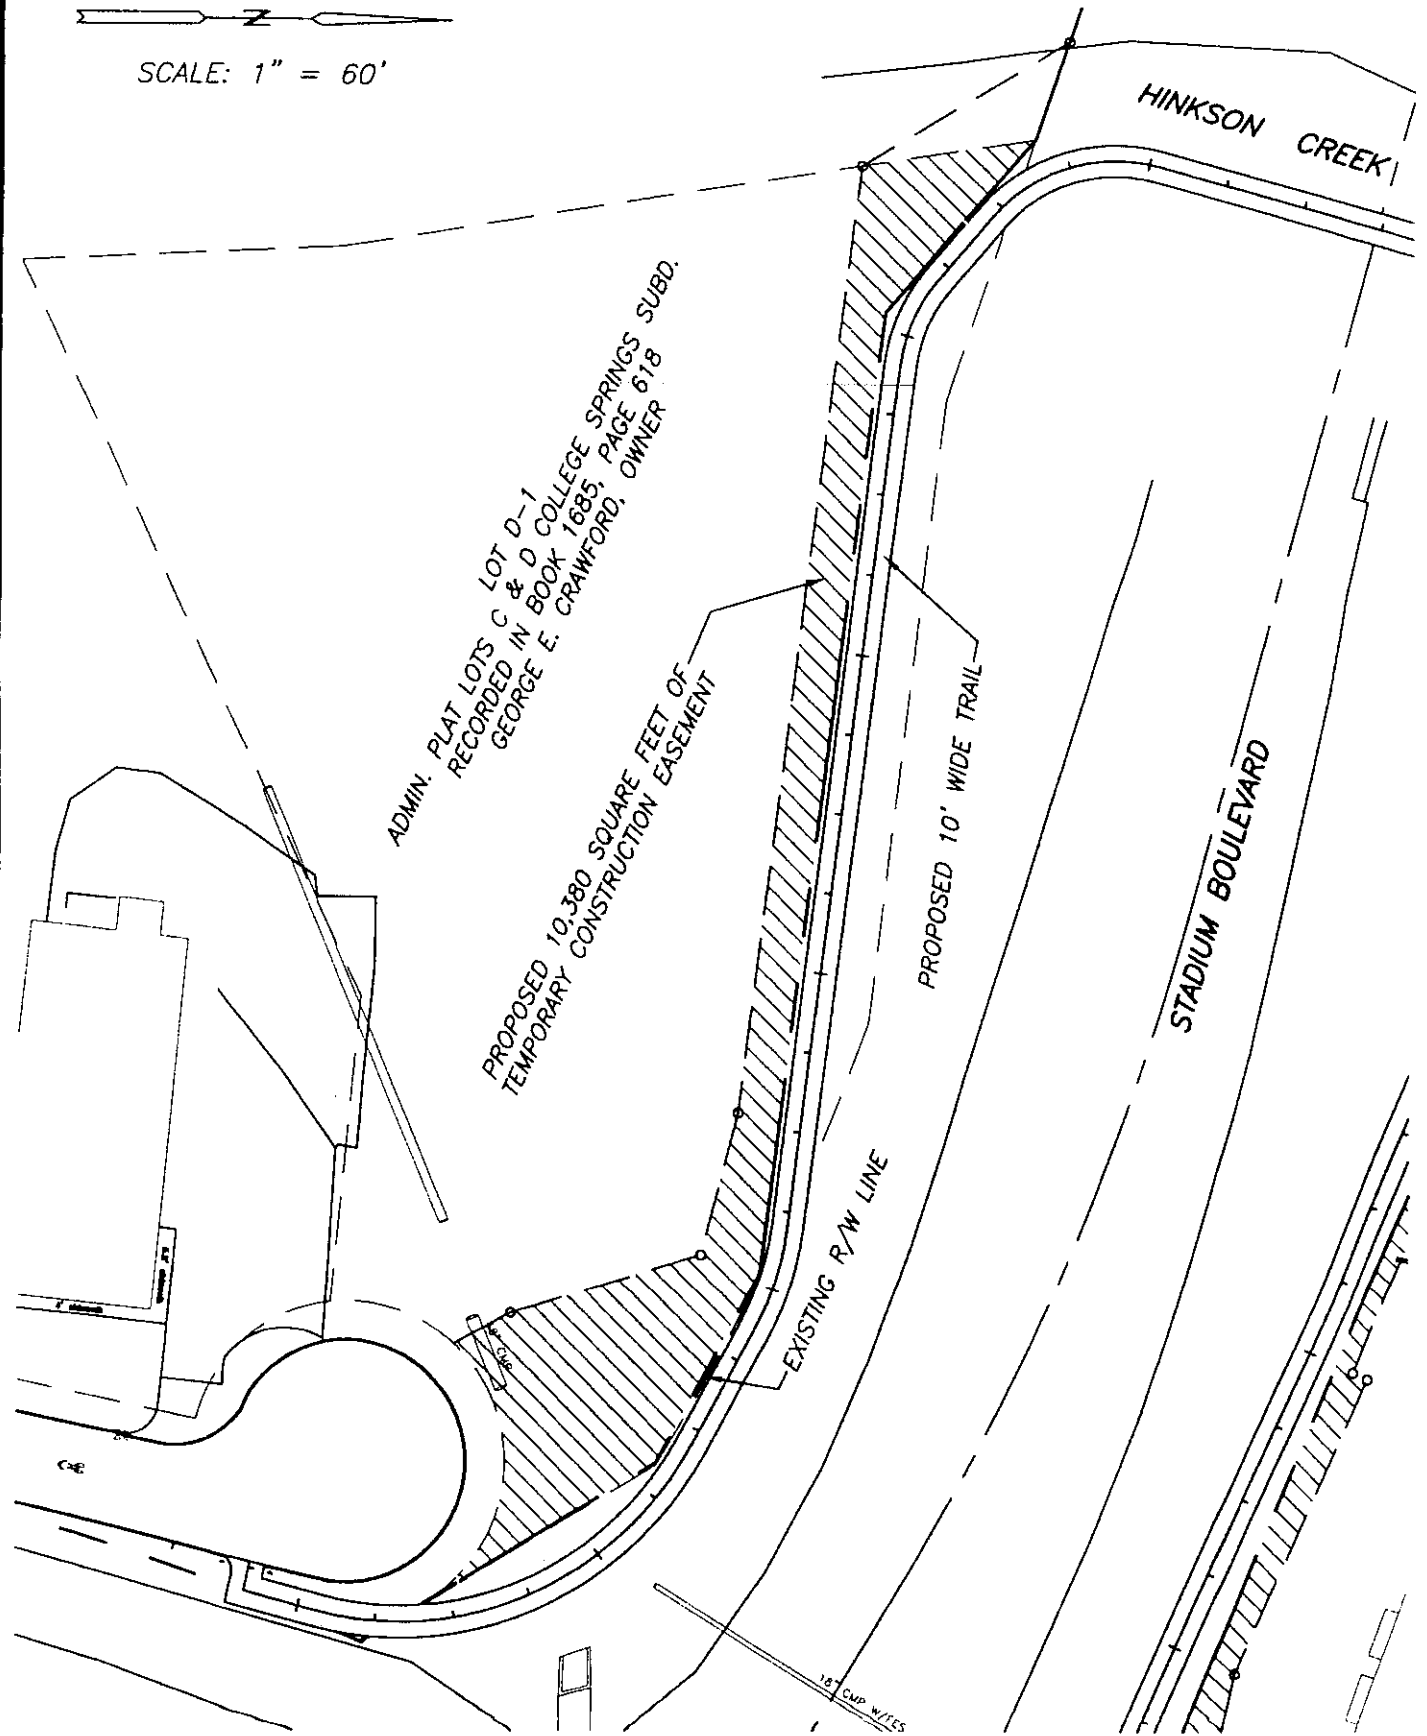 N
SCALE: 1" = 60'
HINKSON CREEK
LOT D-1
ADMIN. PLAT LOTS C & D COLLEGE SPRINGS SUBD.
RECORDED IN BOOK 1685, PAGE 618
GEORGE E. CRAWFORD, OWNER
PROPOSED 10,380 SQUARE FEET OF
TEMPORARY CONSTRUCTION EASEMENT
PROPOSED 10' WIDE TRAIL
STADIUM BOULEVARD
EXISTING R/W LINE
CMP
18" CMP W/FES